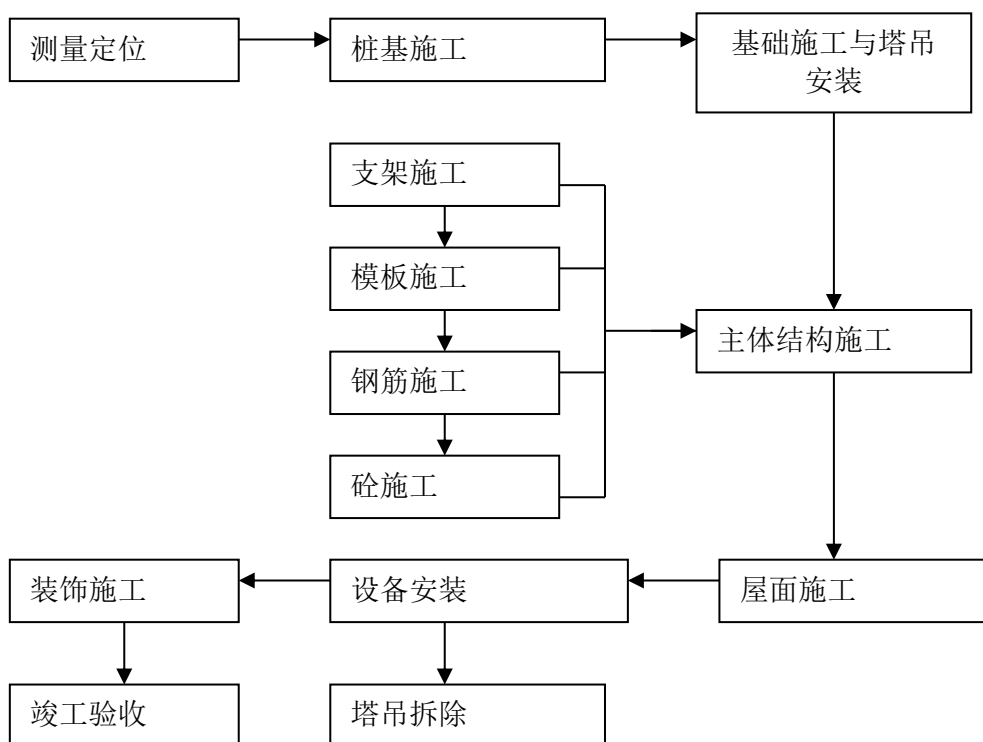 测量定位
桩基施工
基础施工与塔吊
安装
支架施工
模板施工
钢筋施工
砼施工
主体结构施工
装饰施工
设备安装
屋面施工
竣工验收
塔吊拆除